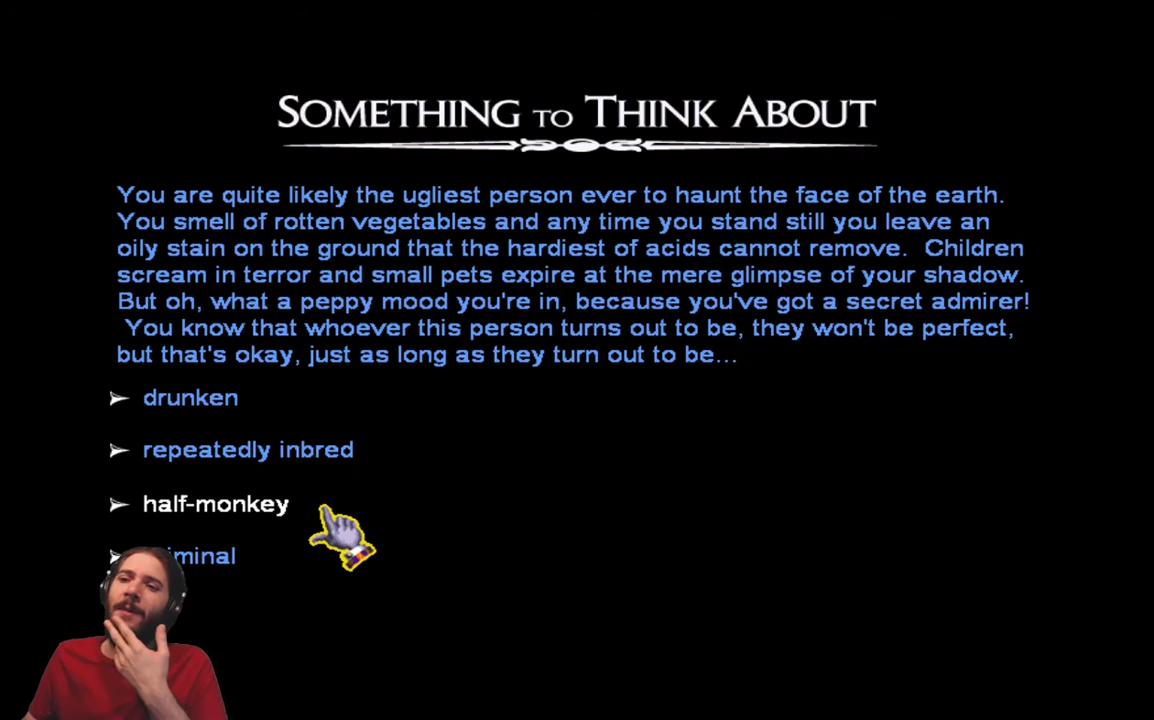 SOMETHING TO THINK ABOUT
You are quite likely the ugliest person ever to haunt the face of the earth.
You smell of rotten vegetables and any time you stand still you leave an
oily stain on the ground that the hardiest of acids cannot remove.  Children
scream in terror and small pets expire at the mere glimpse of your shadow.
But oh, what a peppy mood you're in, because you've got a secret admirer!
You know that whoever this person turns out to be, they won't be perfect,
but that's okay, just as long as they turn out to be...
drunken
repeatedly inbred
half-monkey